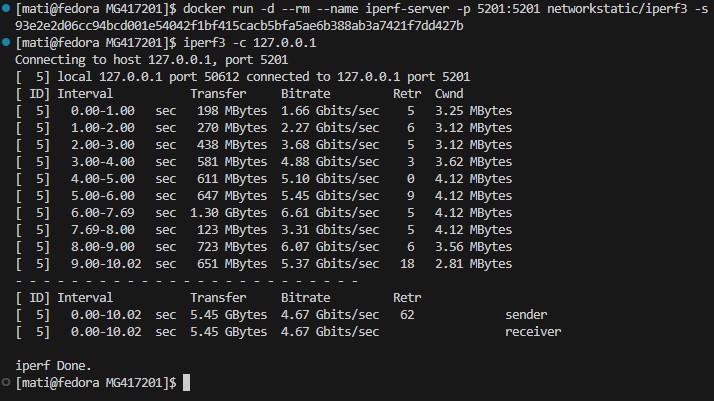 [mati@fedora MG417201]$ docker run -d --rm --name iperf-server -p 5201:5201 networkstatic/iperf3 -s
93e2e2d06cc94bcd001e54042f1bf415cacb5bfa5ae6b388ab3a7421f7dd427b
[mati@fedora MG417201]$ iperf3 -c 127.0.0.1
Connecting to host 127.0.0.1, port 5201
[  5] local 127.0.0.1 port 50612 connected to 127.0.0.1 port 5201
[ ID] Interval           Transfer     Bitrate         Retr  Cwnd
[  5]   0.00-1.00   sec   198 MBytes  1.66 Gbits/sec    5   3.25 MBytes
[  5]   1.00-2.00   sec   270 MBytes  2.27 Gbits/sec    6   3.12 MBytes
[  5]   2.00-3.00   sec   438 MBytes  3.68 Gbits/sec    5   3.12 MBytes
[  5]   3.00-4.00   sec   581 MBytes  4.88 Gbits/sec    3   3.62 MBytes
[  5]   4.00-5.00   sec   611 MBytes  5.10 Gbits/sec    0   4.12 MBytes
[  5]   5.00-6.00   sec   647 MBytes  5.45 Gbits/sec    9   4.12 MBytes
[  5]   6.00-7.69   sec  1.30 GBytes  6.61 Gbits/sec    5   4.12 MBytes
[  5]   7.69-8.00   sec   123 MBytes  3.31 Gbits/sec    5   4.12 MBytes
[  5]   8.00-9.00   sec   723 MBytes  6.07 Gbits/sec    6   3.56 MBytes
[  5]   9.00-10.02  sec   651 MBytes  5.37 Gbits/sec   18   2.81 MBytes
- - - - - - - - - - - - - - - - - - - - - - - - -
[ ID] Interval           Transfer     Bitrate         Retr
[  5]   0.00-10.02  sec  5.45 GBytes  4.67 Gbits/sec   62             sender
[  5]   0.00-10.02  sec  5.45 GBytes  4.67 Gbits/sec                  receiver
iperf Done.
[mati@fedora MG417201]$